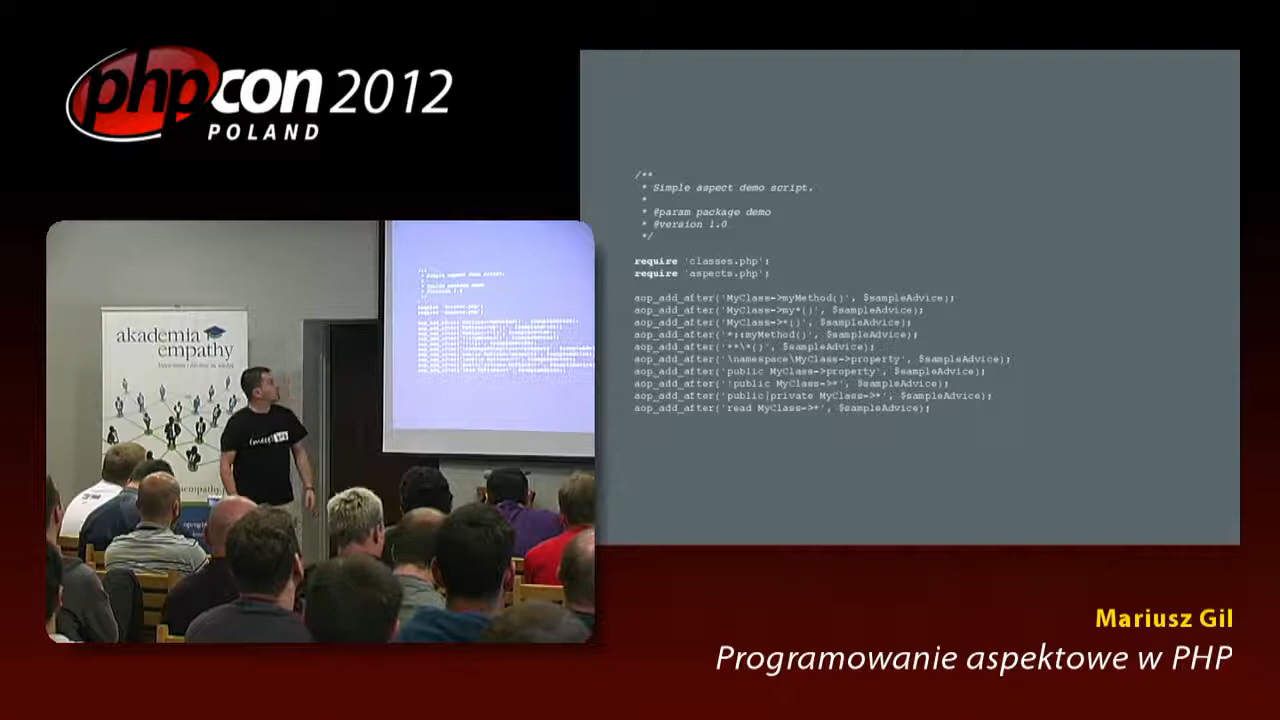 phpcon 2012
POLAND
/**
 * Simple aspect demo script.
 *
 * @param package demo
 * @version 1.0
 */
require 'classes.php';
require 'aspects.php';
aop_add_after('MyClass->myMethod()', $sampleAdvice);
aop_add_after('MyClass->my*()', $sampleAdvice);
aop_add_after('MyClass->*()', $sampleAdvice);
aop_add_after('*::myMethod()', $sampleAdvice);
aop_add_after('**\*()', $sampleAdvice);
aop_add_after('\namespace\MyClass->property', $sampleAdvice);
aop_add_after('public MyClass->property', $sampleAdvice);
aop_add_after('!public MyClass->*', $sampleAdvice);
aop_add_after('public|private MyClass->*', $sampleAdvice);
aop_add_after('read MyClass->*', $sampleAdvice);
akademia
empathy
Mariusz Gil
Programowanie aspektowe w PHP